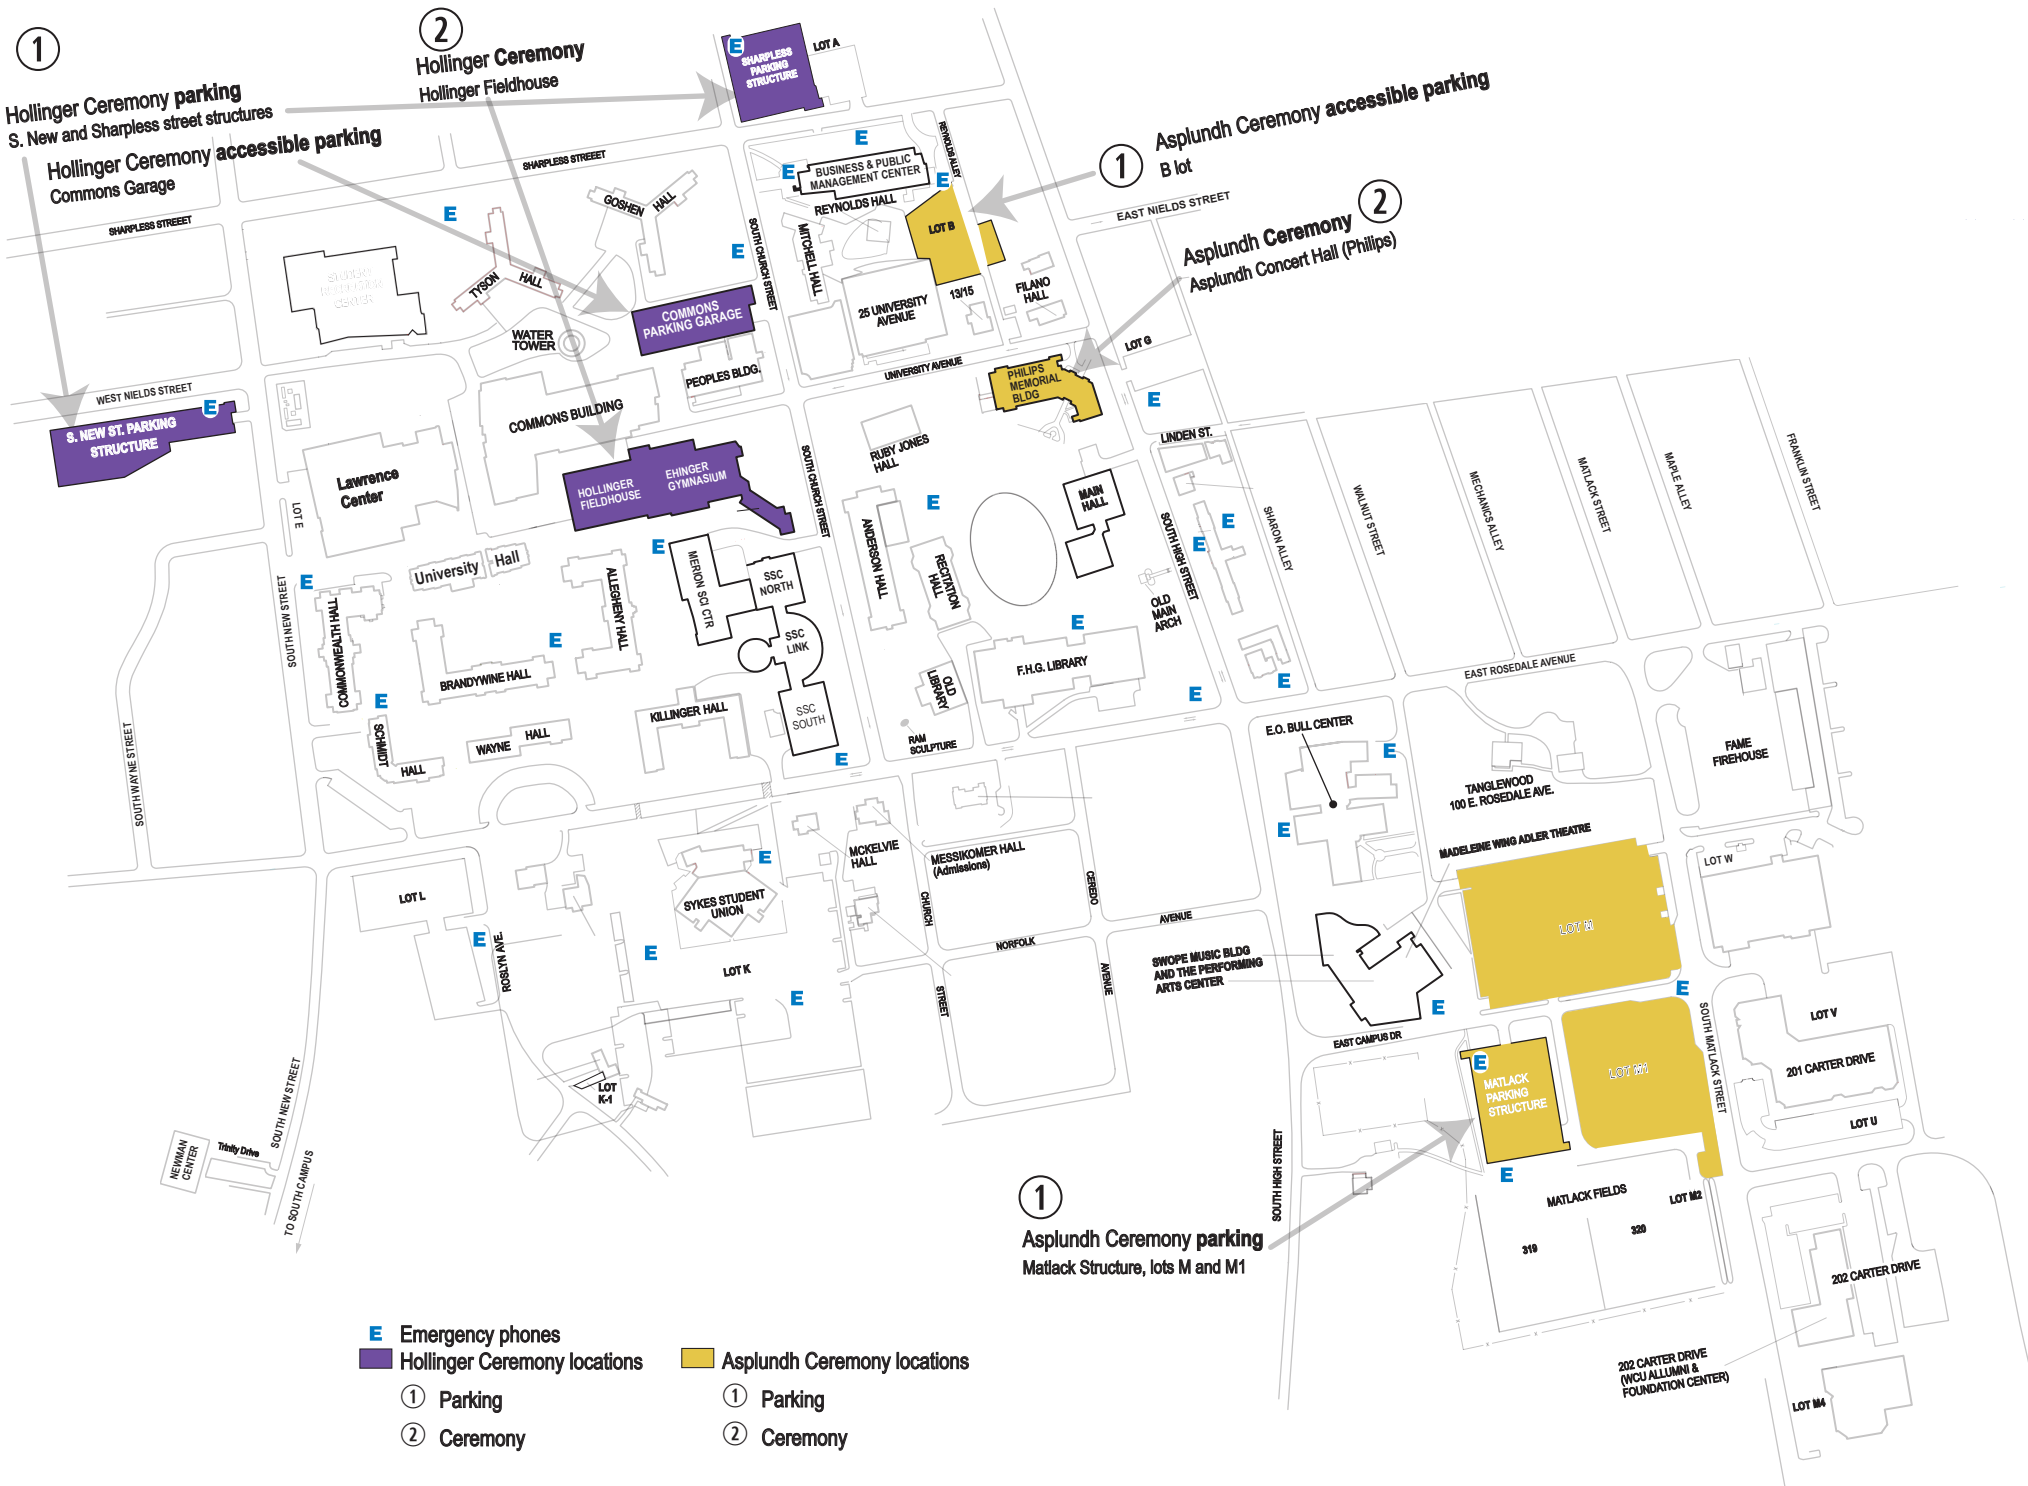 1
Hollinger Ceremony parking
S. New and Sharpless street structures
Hollinger Ceremony accessible parking
Commons Garage
2
Hollinger Ceremony
Hollinger Fieldhouse
E
SHARPLESS
PARKING
STRUCTURE
LOT A
1
Asplundh Ceremony accessible parking
B lot
2
Asplundh Ceremony
Asplundh Concert Hall (Philips)
SHARPLESS STREEET
SHARPLESS STREEET
REYNOLDS ALLEY
E
E
BUSINESS & PUBLIC
MANAGEMENT CENTER
E
REYNOLDS HALL
EAST NIELDS STREET
E
GOSHEN
HALL
E
SOUTH CHURCH STREET
MITCHELL HALL
LOT B
STUDENT
RECREATION
CENTER
TYSON
HALL
COMMONS
PARKING GARAGE
13/15
FILANO
HALL
25 UNIVERSITY
AVENUE
WATER
TOWER
LOT G
UNIVERSITY AVENUE
PEOPLES BLDG.
PHILIPS
MEMORIAL
BLDG
E
WEST NIELDS STREET
E
S. NEW ST. PARKING
STRUCTURE
COMMONS BUILDING
RUBY JONES
HALL
LINDEN ST.
Lawrence
Center
HOLLINGER
FIELDHOUSE
EHINGER
GYMNASIUM
SOUTH CHURCH STREET
E
MAIN
HALL
SOUTH HIGH STREET
E
E
SHARON ALLEY
WALNUT STREET
MECHANICS ALLEY
MATLACK STREET
MAPLE ALLEY
FRANKLIN STREET
LOT E
University
Hall
E
E
SOUTH NEW STREET
COMMONWEALTH HALL
ALLEGHENY HALL
MERION SCI CTR
SSC
NORTH
SSC
LINK
SSC
SOUTH
ANDERSON HALL
RECITATION
HALL
OLD
MAIN
ARCH
E
E
F.H.G. LIBRARY
OLD
LIBRARY
E
E
EAST ROSEDALE AVENUE
BRANDYWINE HALL
E
SCHMIDT
HALL
WAYNE
HALL
KILLINGER HALL
RAM
SCULPTURE
E
SOUTH WAYNE STREET
E.O. BULL CENTER
E
E
TANGLEWOOD
100 E. ROSEDALE AVE.
FAME
FIREHOUSE
MADELEINE WING ADLER THEATRE
LOT W
MCKELVIE
HALL
MESSIKOMER HALL
(Admissions)
E
SYKES STUDENT
UNION
LOT L
E
ROSLYN AVE.
E
LOT K
E
CHURCH
STREET
CEREDO
AVENUE
NORFOLK
AVENUE
SWOPE MUSIC BLDG
AND THE PERFORMING
ARTS CENTER
E
LOT M
E
EAST CAMPUS DR
LOT M1
SOUTH MATLACK STREET
LOT V
201 CARTER DRIVE
LOT U
E
MATLACK
PARKING
STRUCTURE
E
LOT
K-1
SOUTH NEW STREET
Trinity Drive
NEWMAN
CENTER
TO SOUTH CAMPUS
SOUTH HIGH STREET
1
Asplundh Ceremony parking
Matlack Structure, lots M and M1
MATLACK FIELDS
LOT M2
319
320
202 CARTER DRIVE
202 CARTER DRIVE
(WCU ALLUMNI &
FOUNDATION CENTER)
LOT M4
E Emergency phones
Hollinger Ceremony locations
1 Parking
2 Ceremony
Asplundh Ceremony locations
1 Parking
2 Ceremony